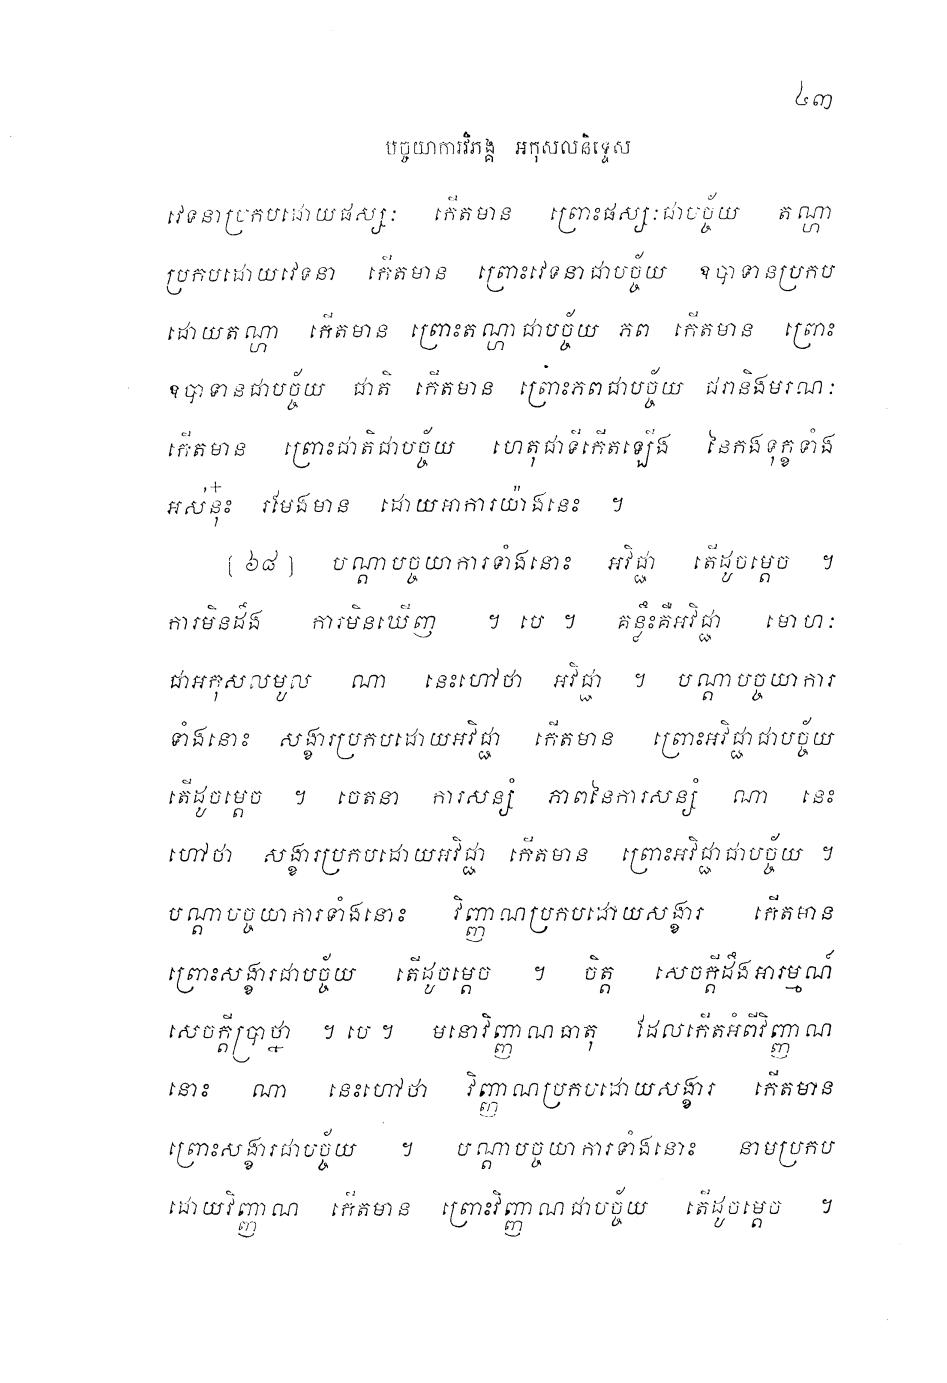 ៤៣
បច្ចយាការវិភង្គ អកុសលនិទ្ទេស
វេទនាប្រកបដោយផស្សៈ កើតមាន ព្រោះផស្សៈជាបច្ច័យ តណ្ហា
ប្រកបដោយវេទនា កើតមាន ព្រោះវេទនាជាបច្ច័យ ឧបាទានប្រកប
ដោយតណ្ហា កើតមាន ព្រោះតណ្ហាជាបច្ច័យ ភព កើតមាន ព្រោះ
ឧបាទានជាបច្ច័យ ជាតិ កើតមាន ព្រោះភពជាបច្ច័យ ជរានិងមរណៈ
កើតមាន ព្រោះជាតិជាបច្ច័យ ហេតុជាទីកើតឡើង នៃកងទុក្ខទាំង
អស់នុ៎ះ រមែងមាន ដោយអាការយ៉ាងនេះ ។
[ ៦៨ ] បណ្តាបច្ចយាការទាំងនោះ អវិជ្ជា តើដូចម្តេច ។
ការមិនដឹង ការមិនឃើញ ។ បេ ។ គន្លឹះគឺអវិជ្ជា មោហៈ
ជាអកុសលមូល ណា នេះហៅថា អវិជ្ជា ។ បណ្តាបច្ចយាការ
ទាំងនោះ សង្ខារប្រកបដោយអវិជ្ជា កើតមាន ព្រោះអវិជ្ជាជាបច្ច័យ
តើដូចម្តេច ។ ចេតនា ការសន្សំ ភាពនៃការសន្សំ ណា នេះ
ហៅថា សង្ខារប្រកបដោយអវិជ្ជា កើតមាន ព្រោះអវិជ្ជាជាបច្ច័យ ។
បណ្តាបច្ចយាការទាំងនោះ វិញ្ញាណប្រកបដោយសង្ខារ កើតមាន
ព្រោះសង្ខារជាបច្ច័យ តើដូចម្តេច ។ ចិត្ត សេចក្តីដឹងអារម្មណ៍
សេចក្តីប្រាថ្នា ។ បេ ។ មនោវិញ្ញាណធាតុ ដែលកើតអំពីវិញ្ញាណ
នោះ ណា នេះហៅថា វិញ្ញាណប្រកបដោយសង្ខារ កើតមាន
ព្រោះសង្ខារជាបច្ច័យ ។ បណ្តាបច្ចយាការទាំងនោះ នាមប្រកប
ដោយវិញ្ញាណ កើតមាន ព្រោះវិញ្ញាណជាបច្ច័យ តើដូចម្តេច ។